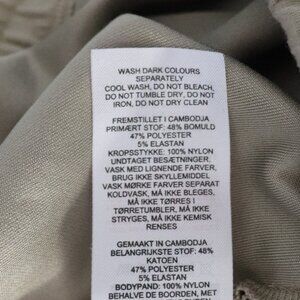 WASH DARK COLOURS
SEPARATELY
COOL WASH, DO NOT BLEACH,
DO NOT TUMBLE DRY, DO NOT
IRON, DO NOT DRY CLEAN
FREMSTILLET I CAMBODJA
PRIMÆRT STOF: 48% BOMULD
47% POLYESTER
5% ELASTAN
KROPSSTYKKE: 100% NYLON
UNDTAGET BESÆTNINGER,
VASK MED LIGNENDE FARVER,
BRUG IKKE SKYLLEMIDDEL
VASK MØRKE FARVER SEPARAT
KOLDVASK, MÅ IKKE BLEGES,
MÅ IKKE TØRRES I
TØRRETUMBLER, MÅ IKKE
STRYGES, MÅ IKKE KEMISK
RENSES
GEMAAKT IN CAMBODJA
BELANGRIJKSTE STOF: 48%
KATOEN
47% POLYESTER
5% ELASTAN
BODYPAND: 100% NYLON
BEHALVE DE BOORDEN, MET